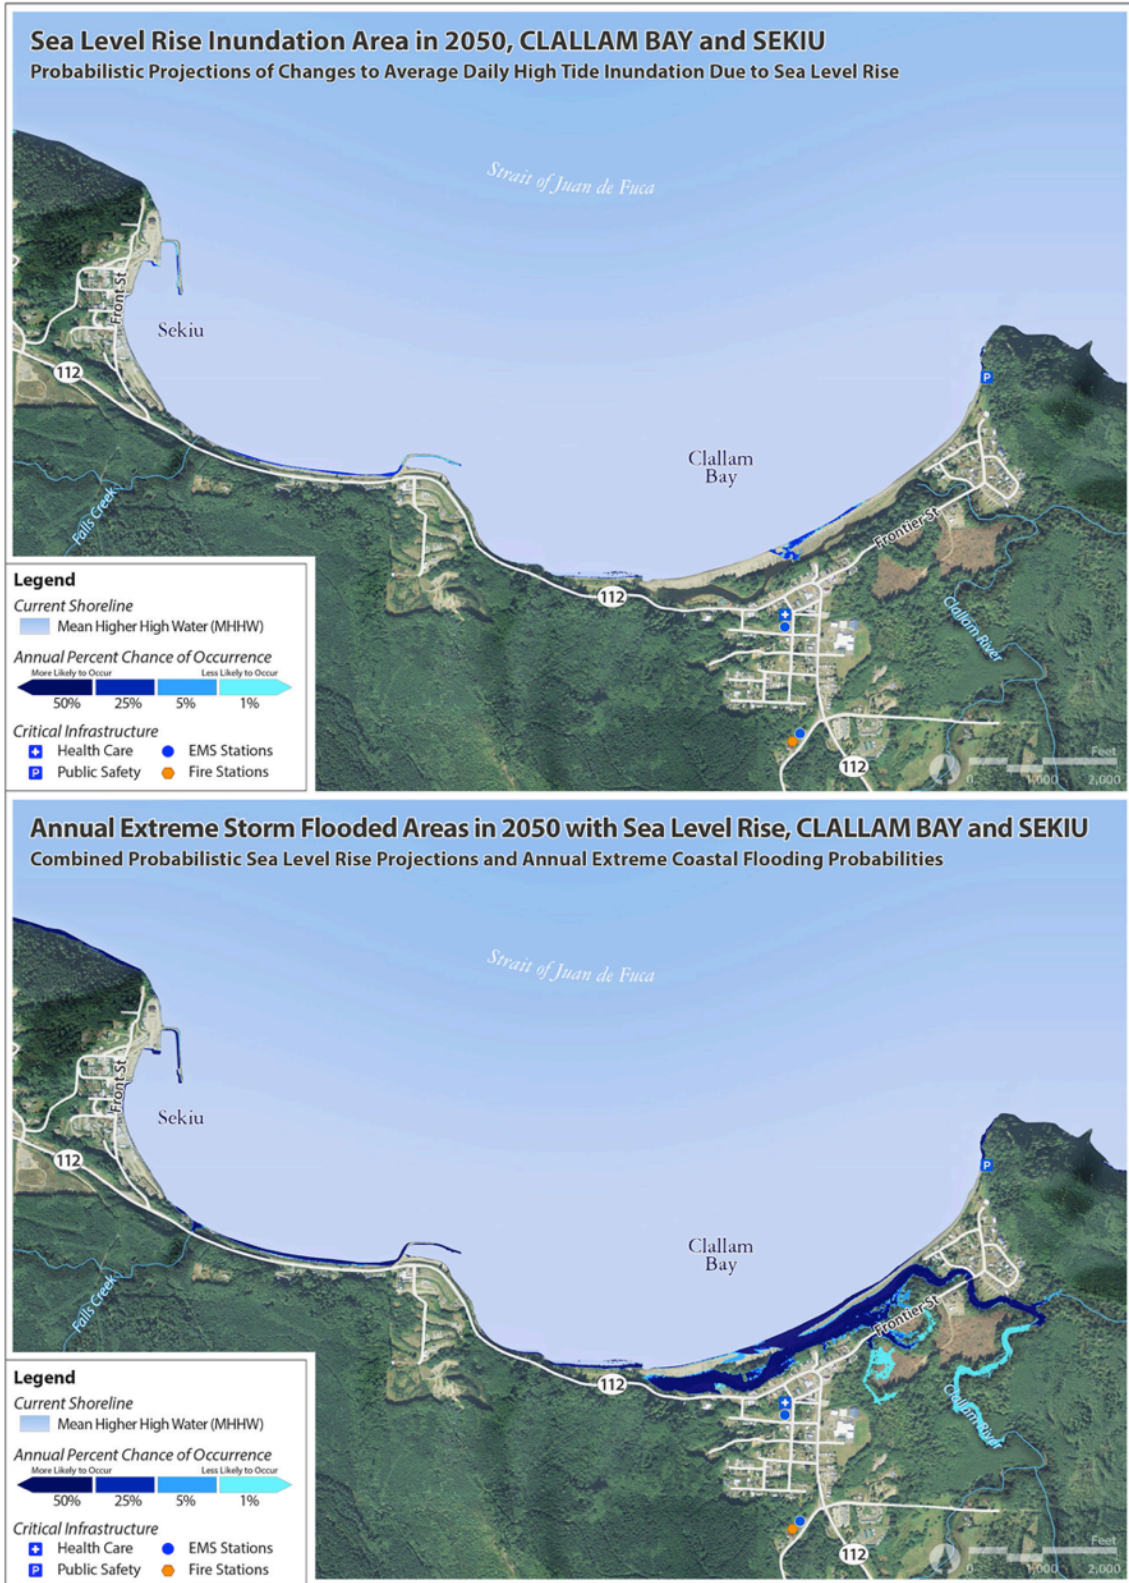 Sea Level Rise Inundation Area in 2050, CLALLAM BAY and SEKIU
Probabilistic Projections of Changes to Average Daily High Tide Inundation Due to Sea Level Rise
Strait of Juan de Fuca
Front St
Sekiu
112
P
Clallam
Bay
Falls Creek
Frontier St
112
Clallam River
Legend
Current Shoreline
Mean Higher High Water (MHHW)
Annual Percent Chance of Occurrence
More Likely to Occur Less Likely to Occur
50% 25% 5% 1%
Critical Infrastructure
Health Care EMS Stations
P Public Safety Fire Stations
112
Feet
0 1,000 2,000
Annual Extreme Storm Flooded Areas in 2050 with Sea Level Rise, CLALLAM BAY and SEKIU
Combined Probabilistic Sea Level Rise Projections and Annual Extreme Coastal Flooding Probabilities
Strait of Juan de Fuca
Front St
Sekiu
112
P
Clallam
Bay
Falls Creek
Frontier St
112
Clallam River
Legend
Current Shoreline
Mean Higher High Water (MHHW)
Annual Percent Chance of Occurrence
More Likely to Occur Less Likely to Occur
50% 25% 5% 1%
Critical Infrastructure
Health Care EMS Stations
P Public Safety Fire Stations
112
Feet
0 1,000 2,000